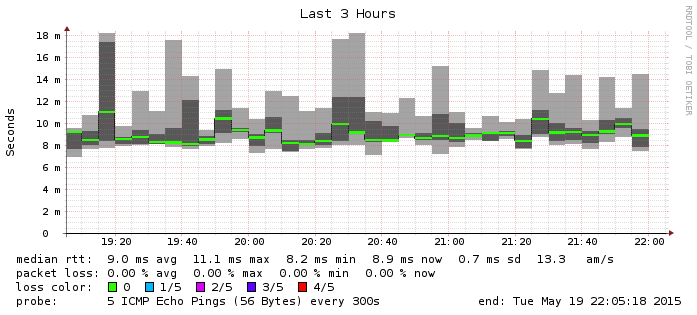 Last 3 Hours
RRDTOOL / TOBI OETIKER
Seconds
18 m
16 m
14 m
12 m
10 m
8 m
6 m
4 m
2 m
0
19:20 19:40 20:00 20:20 20:40 21:00 21:20 21:40 22:00
median rtt: 9.0 ms avg 11.1 ms max 8.2 ms min 8.9 ms now 0.7 ms sd 13.3 am/s
packet loss: 0.00 % avg 0.00 % max 0.00 % min 0.00 % now
loss color: 0 1/5 2/5 3/5 4/5
probe: 5 ICMP Echo Pings (56 Bytes) every 300s end: Tue May 19 22:05:18 2015